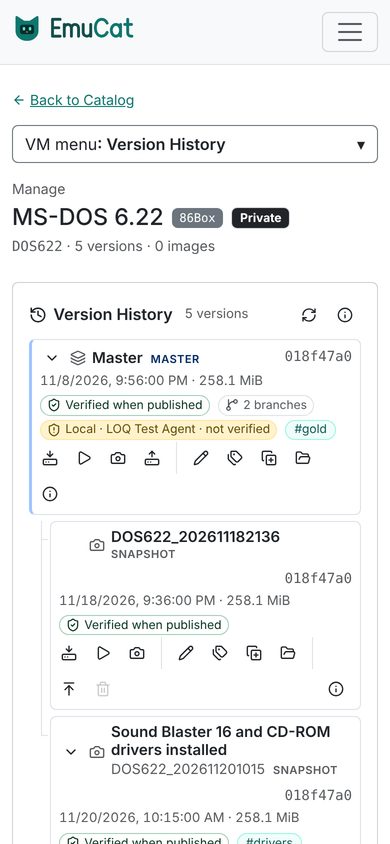 EmuCat
← Back to Catalog
VM menu: Version History ▼
Manage
MS-DOS 6.22 86Box Private
DOS622 · 5 versions · 0 images
Version History 5 versions
Master MASTER 018f47a0
11/8/2026, 9:56:00 PM · 258.1 MiB
Verified when published 2 branches
Local · LOQ Test Agent · not verified #gold
DOS622_202611182136
SNAPSHOT
018f47a0
11/18/2026, 9:36:00 PM · 258.1 MiB
Verified when published
Sound Blaster 16 and CD-ROM
drivers installed
DOS622_202611201015 SNAPSHOT
018f47a0
11/20/2026, 10:15:00 AM · 258.1 MiB
Verified when published #drivers